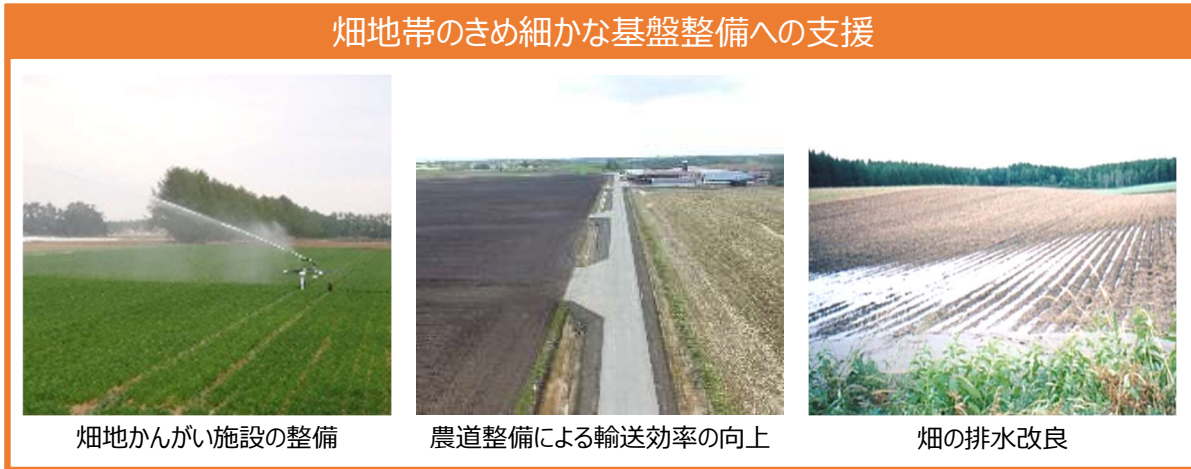 畑地帯のきめ細かな基盤整備への支援
畑地かんがい施設の整備
農道整備による輸送効率の向上
畑の排水改良